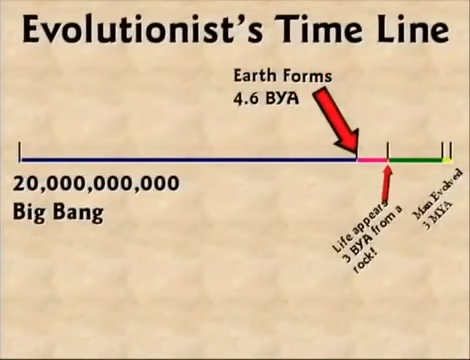 Evolutionist's Time Line
Earth Forms
4.6 BYA
20,000,000,000
Big Bang
Life appears
3 BYA from a
rock!
Man Evolved
3 MYA